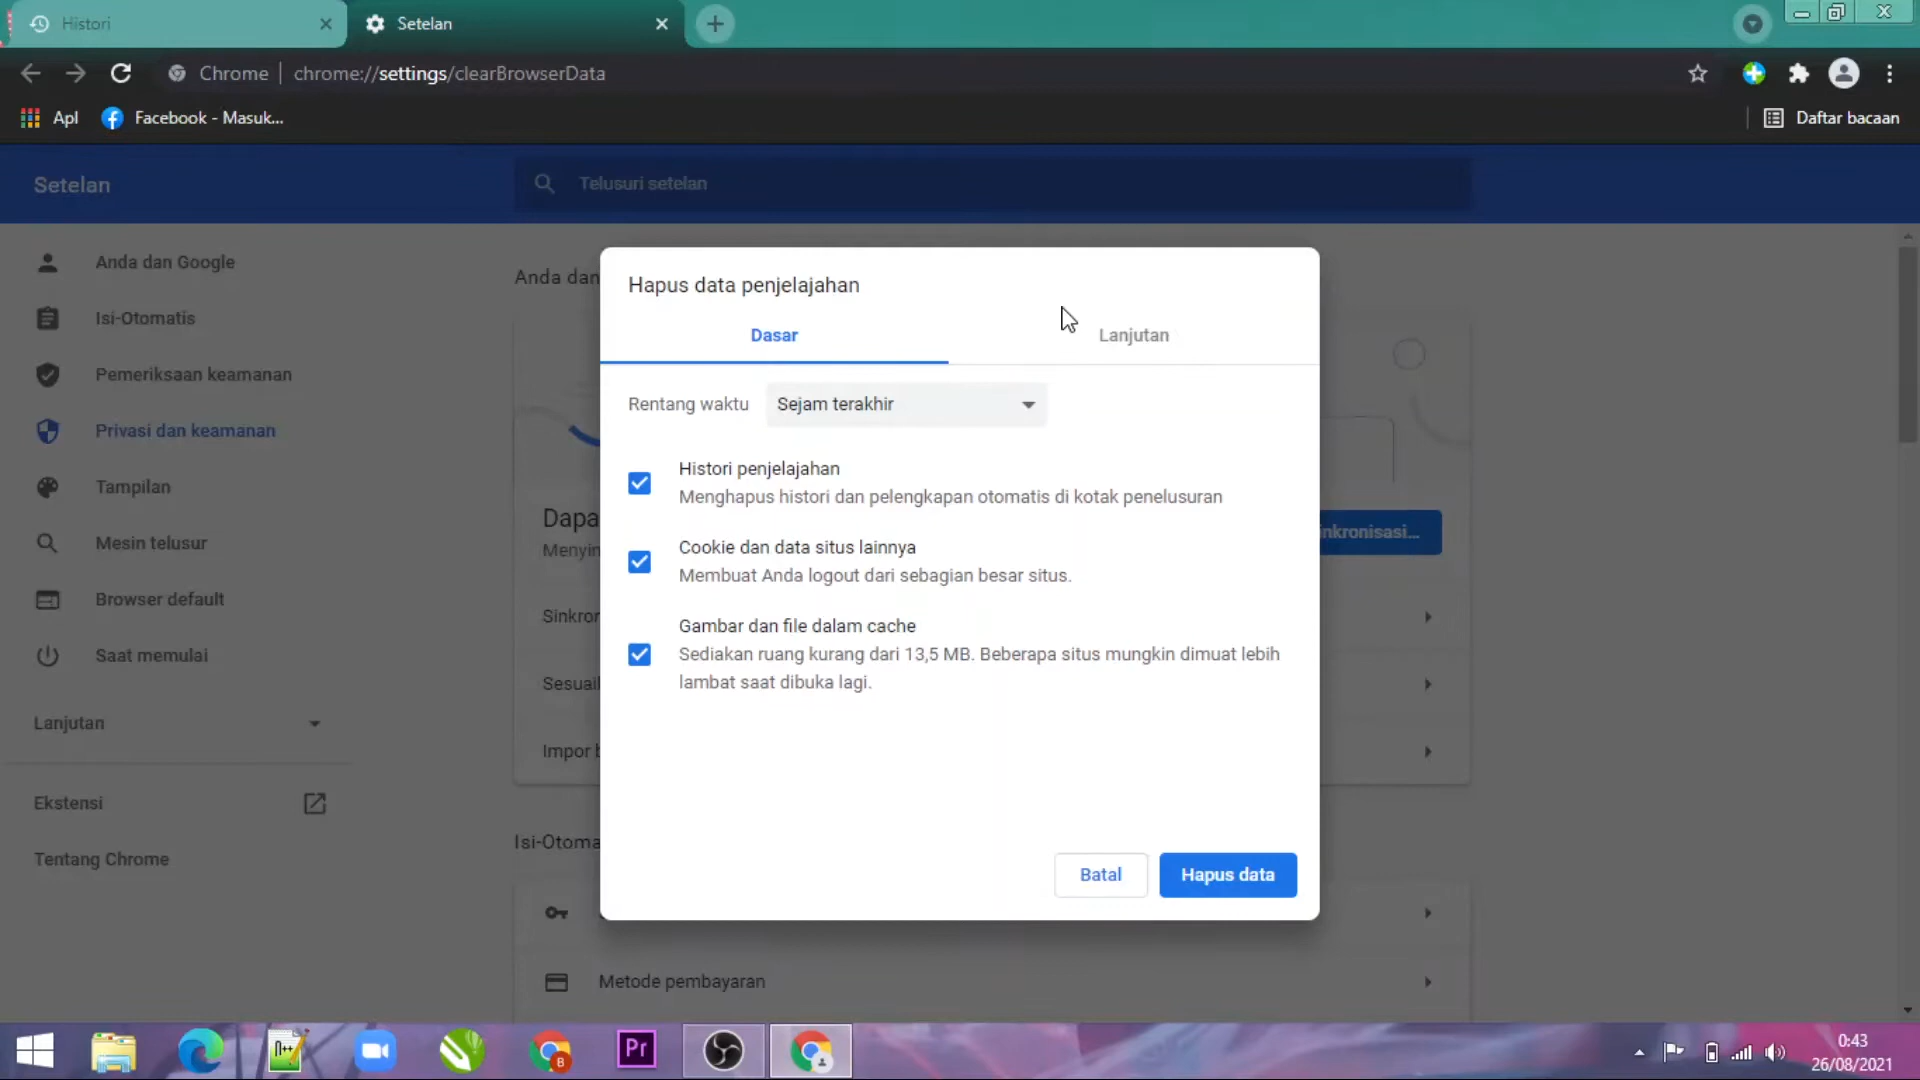 Histori
Setelan
Chrome
chrome://settings/clearBrowserData
Apl
Facebook - Masuk...
Daftar bacaan
Setelan
Telusuri setelan
Anda dan Google
Isi-Otomatis
Pemeriksaan keamanan
Privasi dan keamanan
Tampilan
Mesin telusur
Browser default
Saat memulai
Lanjutan
Ekstensi
Tentang Chrome
Anda dan
Dapa
Menyin
inkronisasi...
Sinkron
Sesuail
Impor b
Isi-Otoma
Metode pembayaran
Hapus data penjelajahan
Dasar
Lanjutan
Rentang waktu
Sejam terakhir
Histori penjelajahan
Menghapus histori dan pelengkapan otomatis di kotak penelusuran
Cookie dan data situs lainnya
Membuat Anda logout dari sebagian besar situs.
Gambar dan file dalam cache
Sediakan ruang kurang dari 13,5 MB. Beberapa situs mungkin dimuat lebih
lambat saat dibuka lagi.
Batal
Hapus data
n++
B
Pr
0:43
26/08/2021